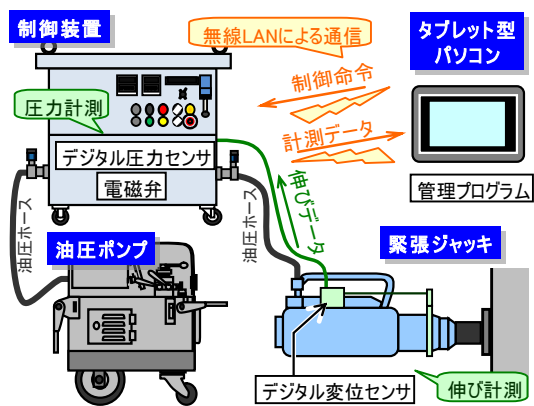 制御装置
無線LANによる通信
タブレット型
パソコン
制御命令
計測データ
圧力計測
デジタル圧力センサ
電磁弁
管理プログラム
油圧ホース
油圧ポンプ
油圧ホース
伸びデータ
緊張ジャッキ
デジタル変位センサ
伸び計測